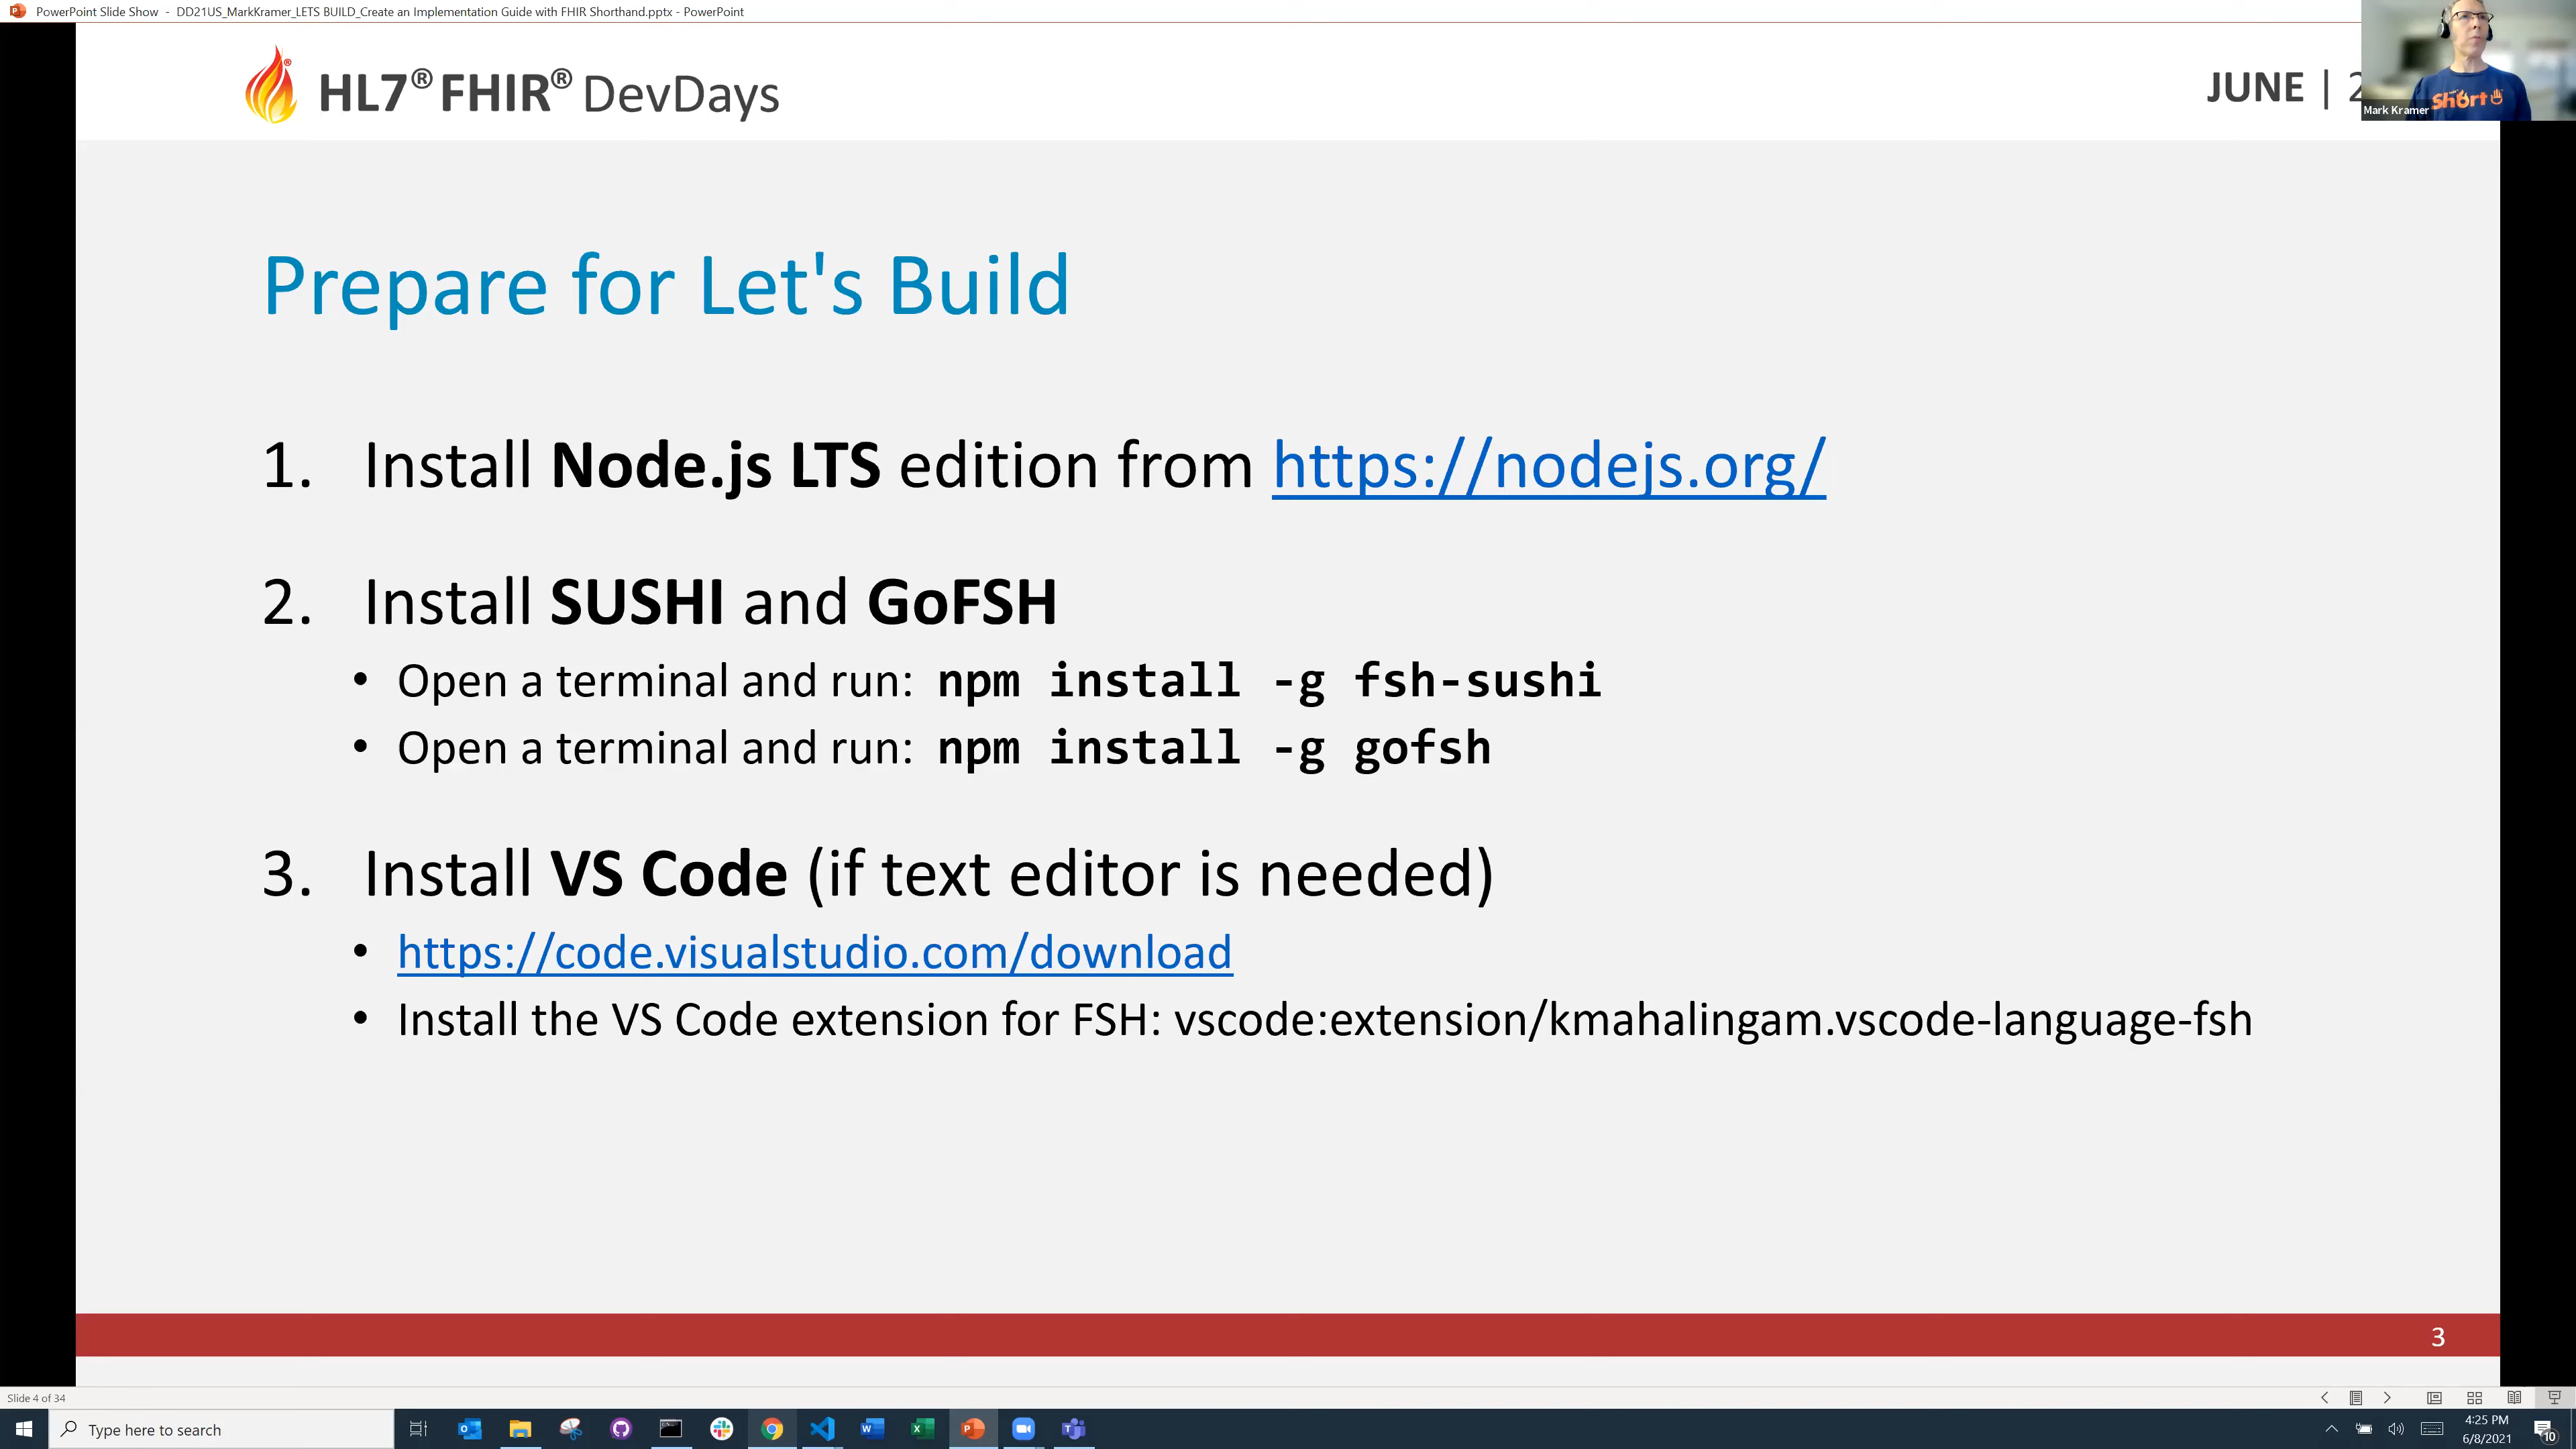 PowerPoint Slide Show - DD21US_MarkKramer_LETS BUILD_Create an Implementation Guide with FHIR Shorthand.pptx - PowerPoint
HL7® FHIR® DevDays
JUNE | 2
Short
Mark Kramer
Prepare for Let's Build
1. Install Node.js LTS edition from https://nodejs.org/
2. Install SUSHI and GoFSH
• Open a terminal and run: npm install -g fsh-sushi
• Open a terminal and run: npm install -g gofsh
3. Install VS Code (if text editor is needed)
• https://code.visualstudio.com/download
• Install the VS Code extension for FSH: vscode:extension/kmahalingam.vscode-language-fsh
3
Slide 4 of 34
Type here to search
4:25 PM
6/8/2021
10